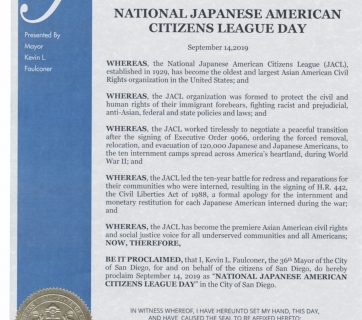 NATIONAL JAPANESE AMERICAN
CITIZENS LEAGUE DAY
September 14,2019
Presented By
Mayor
Kevin L.
Faulconer
WHEREAS, the National Japanese American Citizens League (JACL),
established in 1929, has become the oldest and largest Asian American Civil
Rights organization in the United States; and
WHEREAS, the JACL organization was formed to protect the civil and
human rights of their immigrant forebears, fighting racist and prejudicial,
anti-Asian, federal and state policies and laws; and
WHEREAS, the JACL worked tirelessly to negotiate a peaceful transition
after the signing of Executive Order 9066, ordering the forced removal,
relocation, and evacuation of 120,000 Japanese and Japanese Americans, to
the ten internment camps spread across America's heartland, during World
War II; and
WHEREAS, the JACL led the ten-year battle for redress and reparations for
their communities who were interned, resulting in the signing of H.R. 442,
the Civil Liberties Act of 1988, a formal apology for the internment and
monetary restitution for each Japanese American interned during the war;
and
WHEREAS, the JACL has become the premiere Asian American civil rights
and social justice voice for all underserved communities and all Americans;
NOW, THEREFORE,
BE IT PROCLAIMED, that I, Kevin L. Faulconer, the 36th Mayor of the City
of San Diego, for and on behalf of the citizens of San Diego, do hereby
proclaim September 14, 2019 as "NATIONAL JAPANESE AMERICAN
CITIZENS LEAGUE DAY" in the City of San Diego.
IN WITNESS WHEREOF, I HAVE HEREUNTO SET MY HAND, THIS DAY,
AND HAVE CAUSED THE SEAL TO BE AFFIXED HERETO: